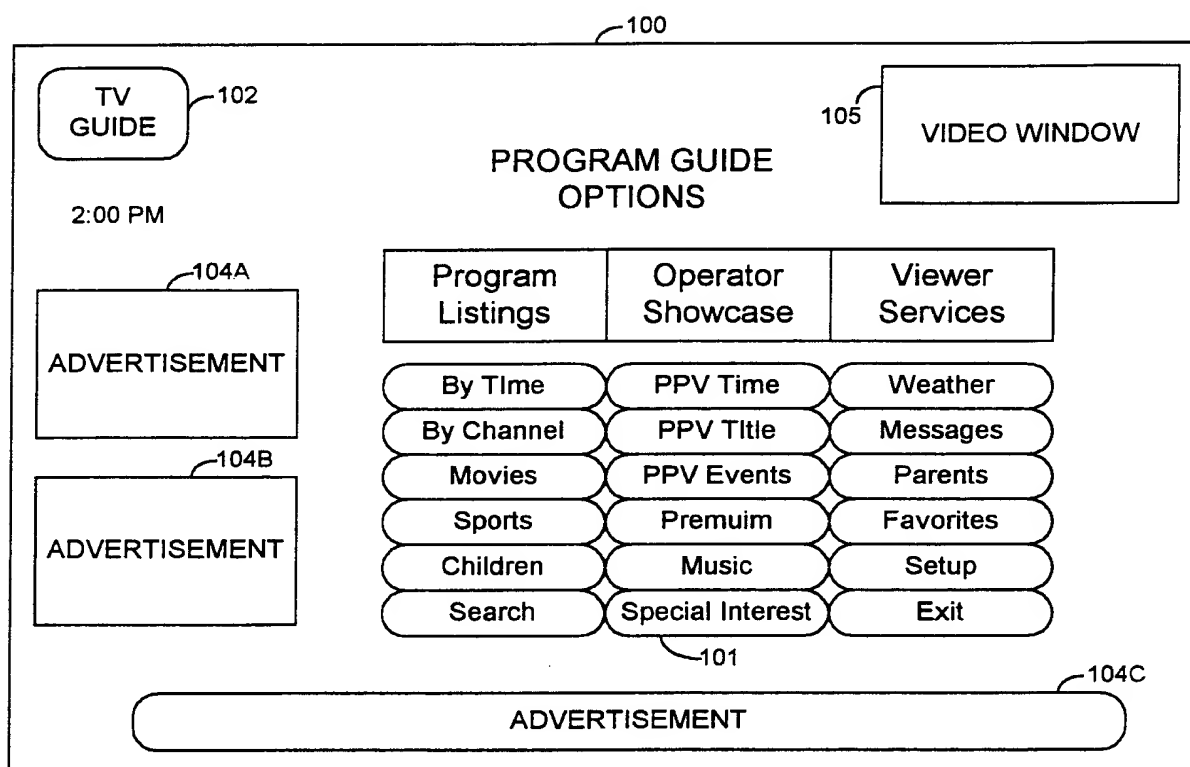 100
TV
GUIDE
102
105
VIDEO WINDOW
PROGRAM GUIDE
OPTIONS
2:00 PM
104A
ADVERTISEMENT
104B
ADVERTISEMENT
Program
Listings
Operator
Showcase
Viewer
Services
By TIme
PPV Time
Weather
By Channel
PPV TItle
Messages
Movies
PPV Events
Parents
Sports
Premuim
Favorites
Children
Music
Setup
Search
Special Interest
Exit
101
104C
ADVERTISEMENT